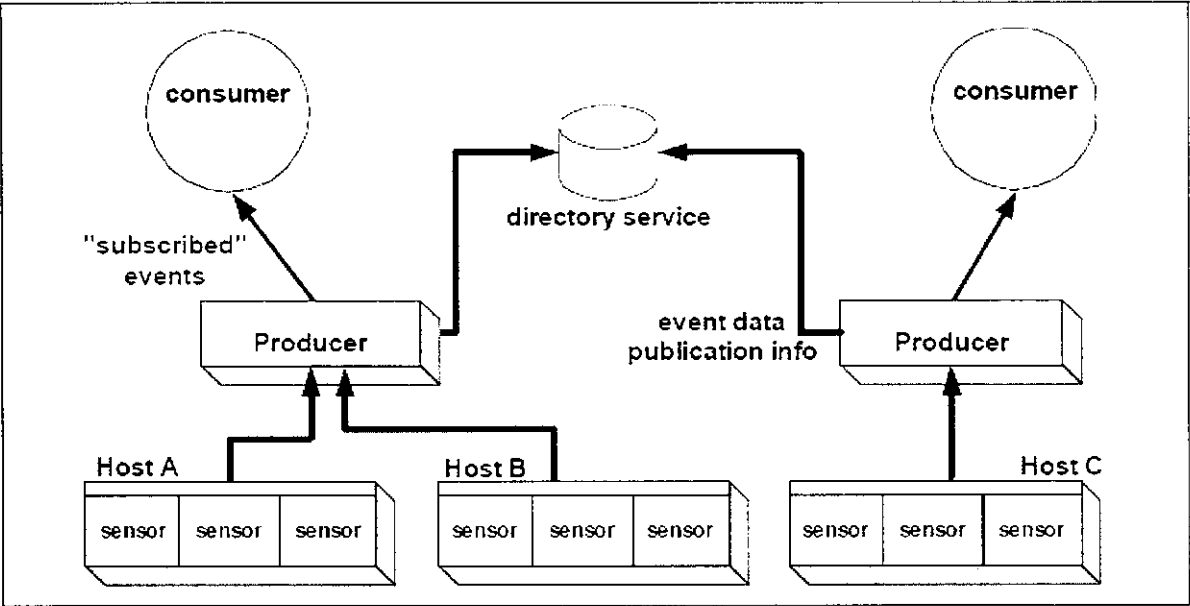 consumer
consumer
directory service
"subscribed"
events
event data
publication info
Producer
Producer
Host A
Host B
Host C
sensor sensor sensor
sensor sensor sensor
sensor sensor sensor